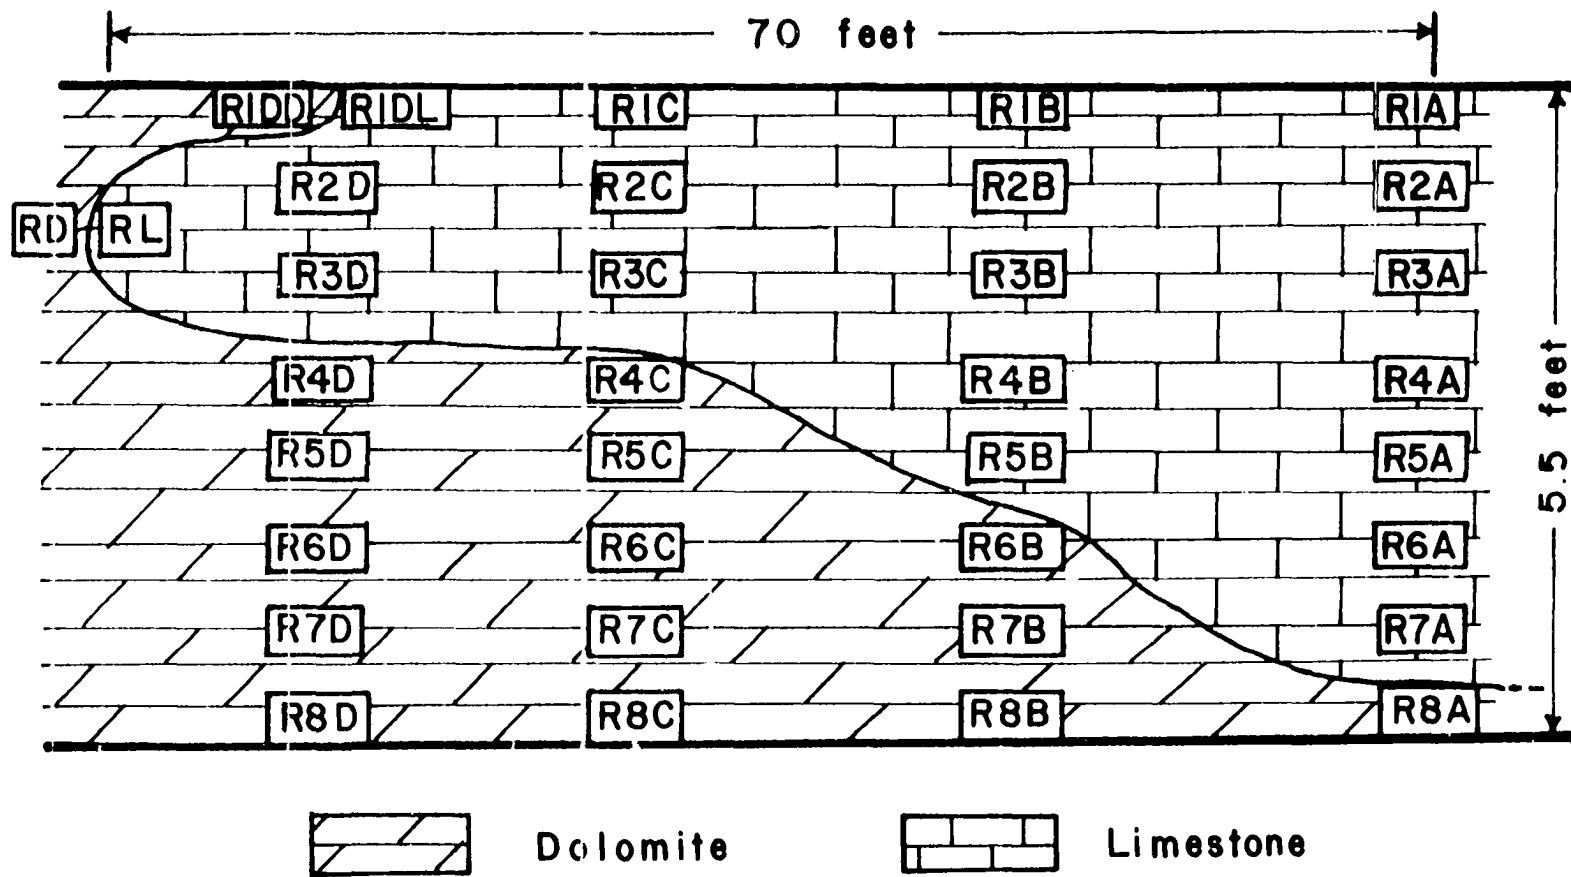 70 feet
R1DD R1DL R1C R1B R1A
R2D R2C R2B R2A
RD RL
R3D R3C R3B R3A
R4D R4C R4B R4A
R5D R5C R5B R5A
5.5 feet
R6D R6C R6B R6A
R7D R7C R7B R7A
R8D R8C R8B R8A
Dolomite Limestone